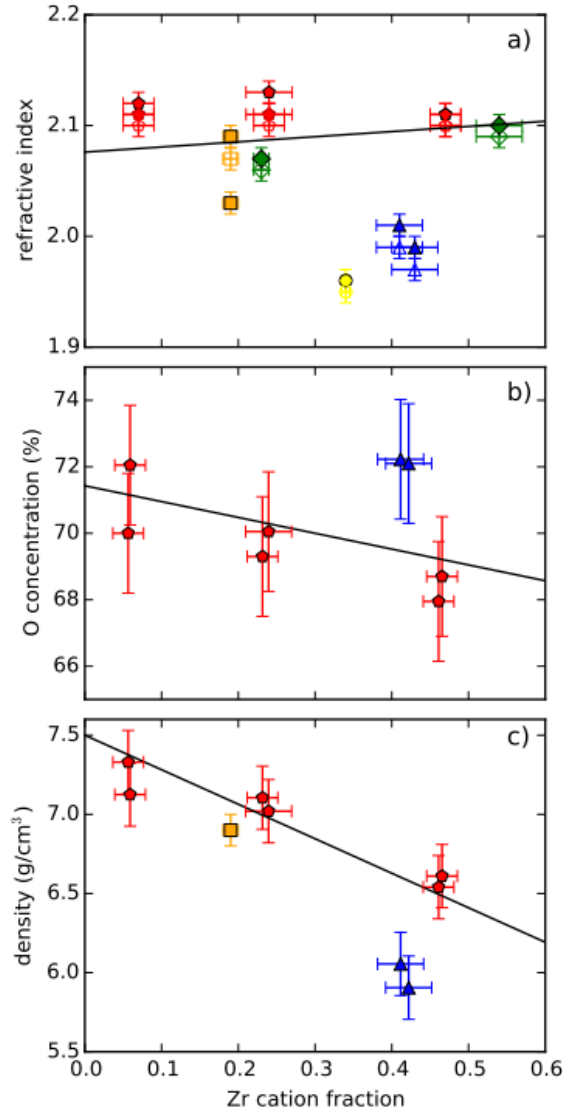 2.2
a)
2.1
2.0
1.9
refractive index
b)
74
72
70
68
66
O concentration (%)
c)
7.5
7.0
6.5
6.0
5.5
density (g/cm³)
0.0 0.1 0.2 0.3 0.4 0.5 0.6
Zr cation fraction